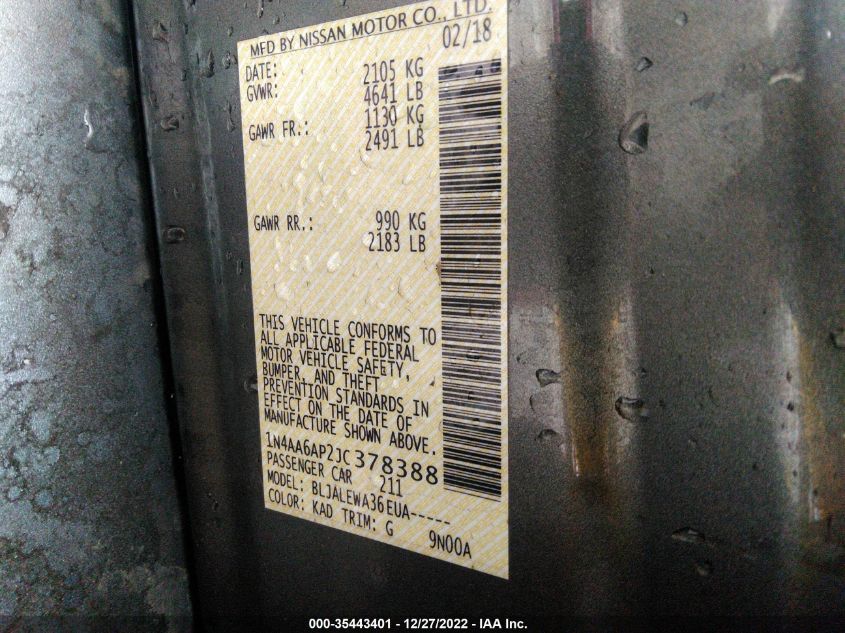 MFD BY NISSAN MOTOR CO., LTD.
DATE: 02/18
GVWR: 2105 KG
4641 LB
GAWR FR.: 1130 KG
2491 LB
GAWR RR.: 990 KG
2183 LB
THIS VEHICLE CONFORMS TO
ALL APPLICABLE FEDERAL
MOTOR VEHICLE SAFETY,
BUMPER, AND THEFT
PREVENTION STANDARDS IN
EFFECT ON THE DATE OF
MANUFACTURE SHOWN ABOVE.
1N4AA6AP2JC378388
PASSENGER CAR 211
MODEL: BLJALEWA36EUA-----
COLOR: KAD TRIM: G 9N00A
000-35443401 - 12/27/2022 - IAA Inc.